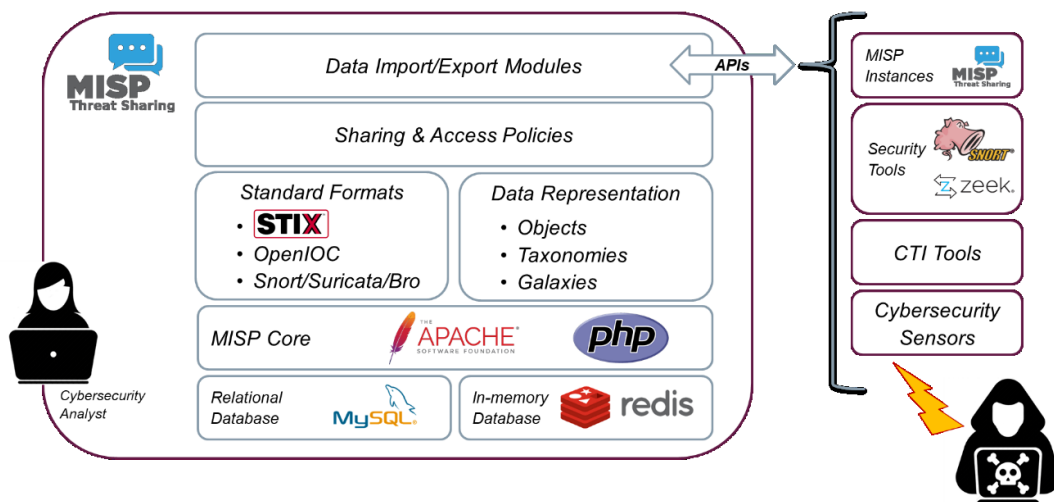 MISP
Threat Sharing
Data Import/Export Modules
APIs
Sharing & Access Policies
Standard Formats
• STIX
• OpenIOC
• Snort/Suricata/Bro
Data Representation
• Objects
• Taxonomies
• Galaxies
MISP Core
THE
APACHE®
SOFTWARE FOUNDATION
php
Relational
Database
MySQL®
In-memory
Database
redis
Cybersecurity
Analyst
MISP
Instances
MISP
Threat Sharing
Security
Tools
SNORT®
zeek®
CTI Tools
Cybersecurity
Sensors